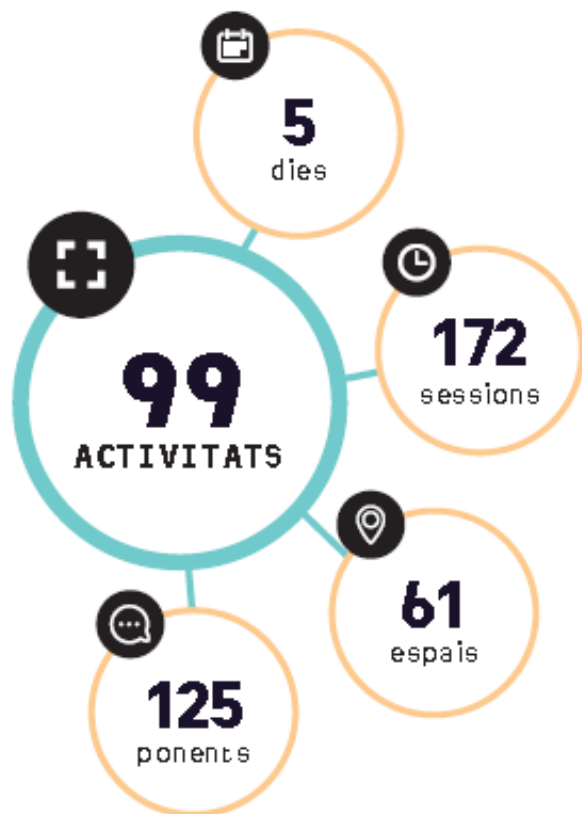 5
dies
172
sessions
99
ACTIVITATS
61
espais
125
ponents